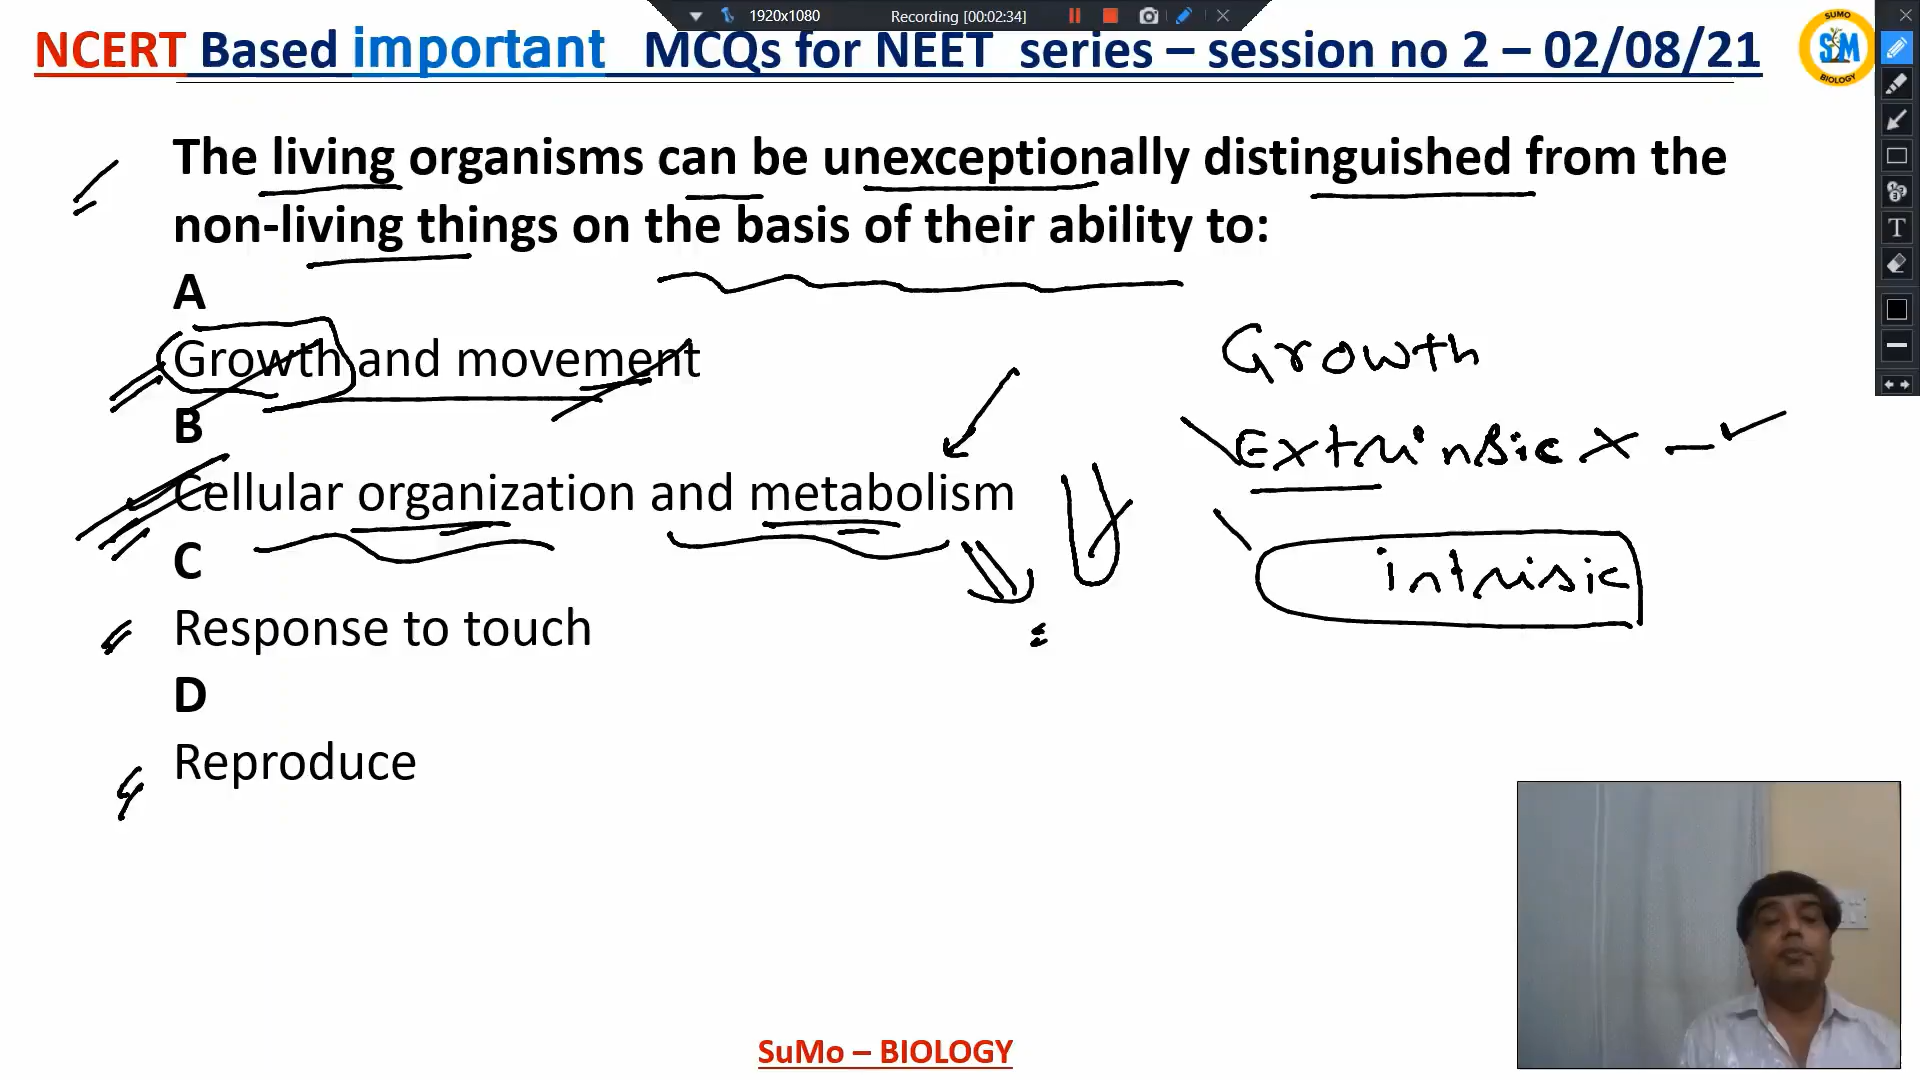 1920x1080 Recording [00:02:34]
NCERT Based important MCQs for NEET series – session no 2 – 02/08/21
SUMO
SM
BIOLOGY
The living organisms can be unexceptionally distinguished from the
non-living things on the basis of their ability to:
A
Growth and movement
B
Cellular organization and metabolism
C
Response to touch
D
Reproduce
Growth
Extrinsic X –
intrisic
T
SuMo – BIOLOGY